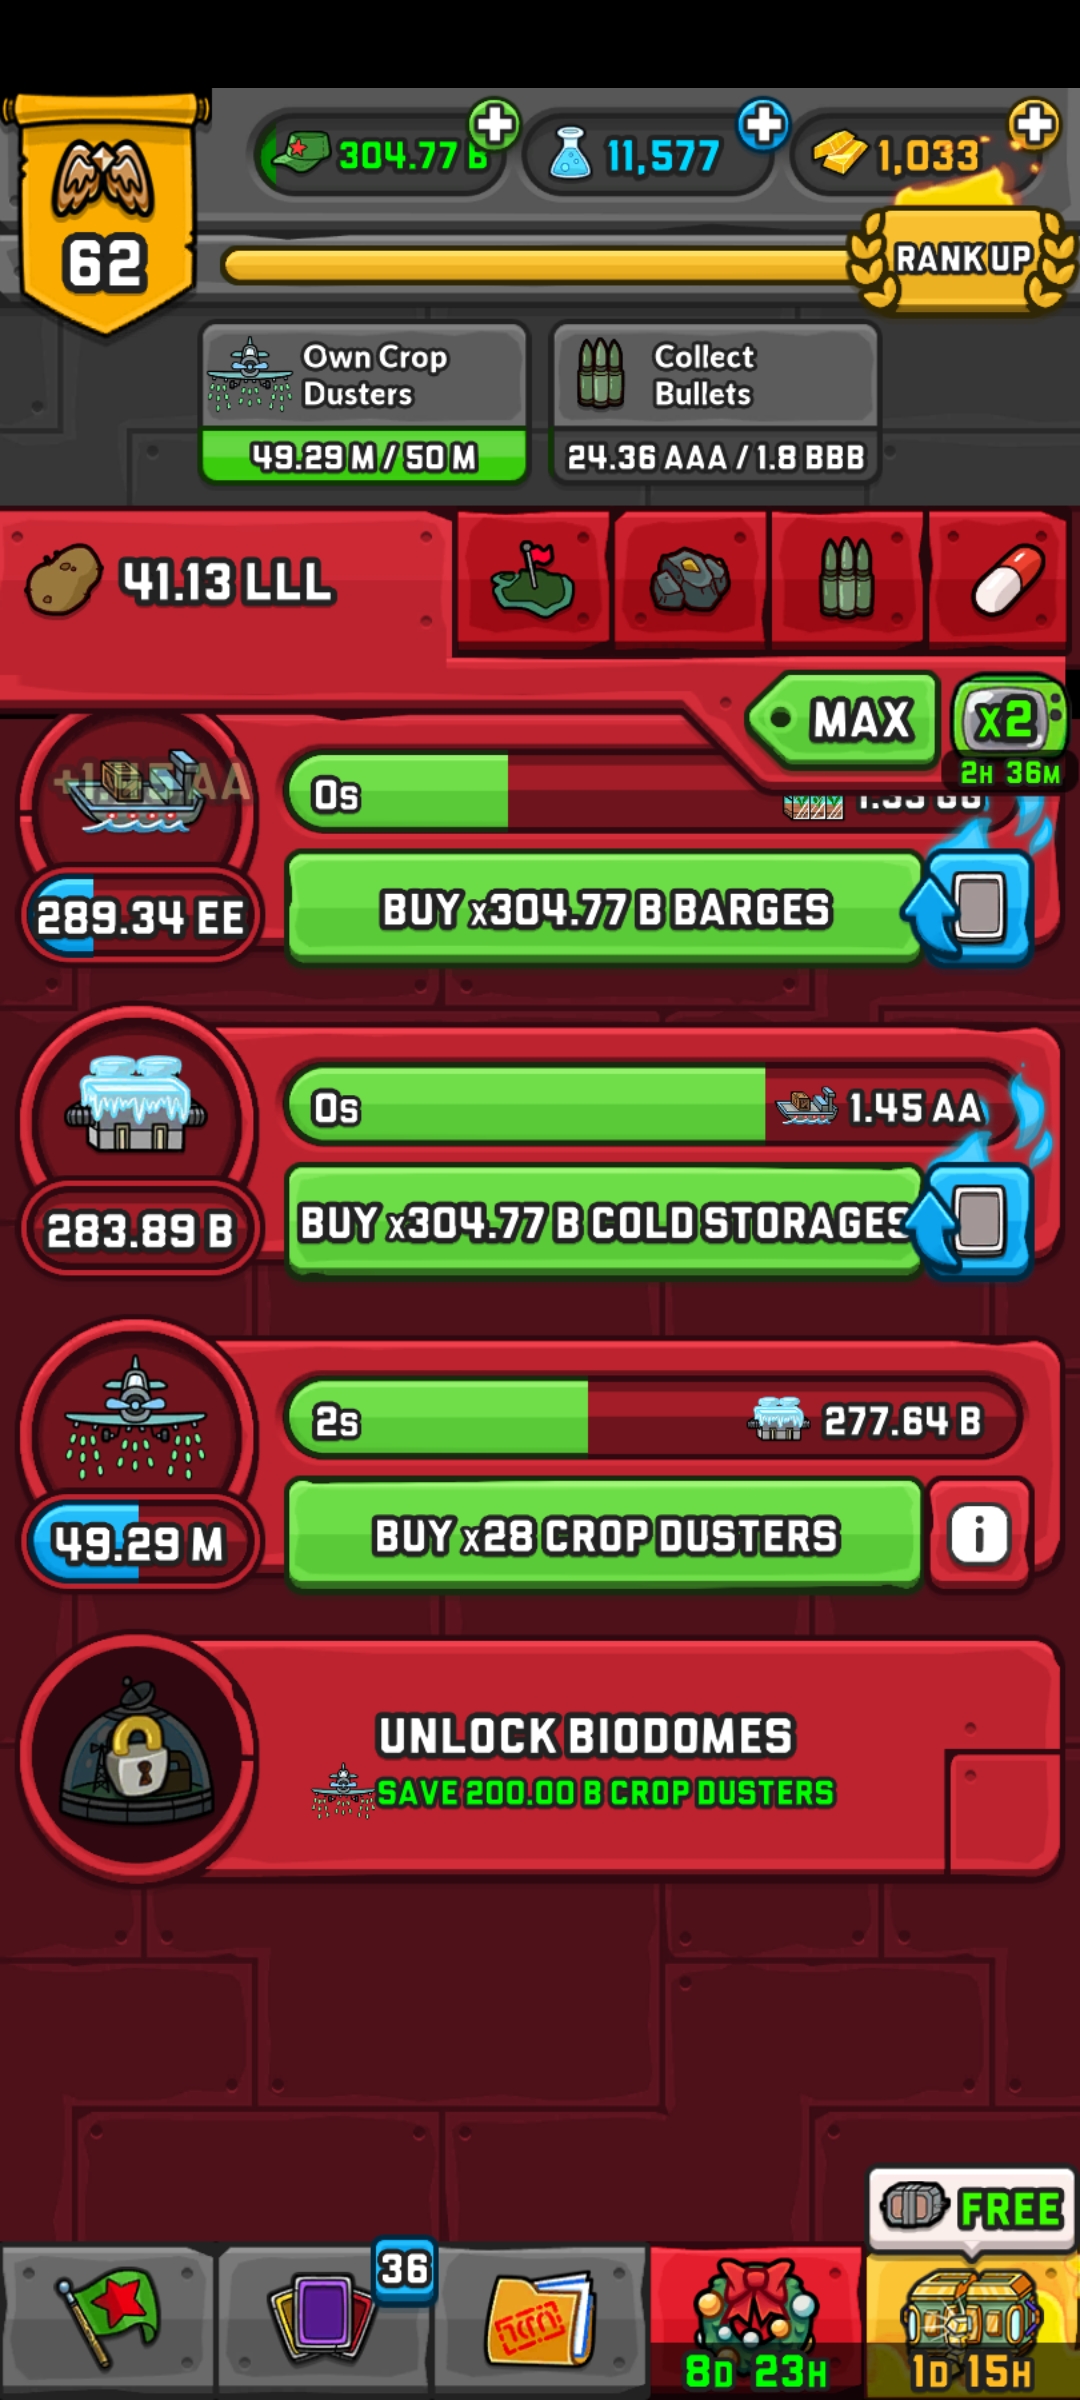 304.77 B
11,577
1,033
62
RANK UP
Own Crop
Dusters
Collect
Bullets
49.29 M / 50 M
24.36 AAA / 1.8 BBB
41.13 LLL
MAX
x2
2H 36M
0s
289.34 EE
BUY x304.77 B BARGES
0s
1.45 AA
283.89 B
BUY x304.77 B COLD STORAGES
2s
277.64 B
49.29 M
BUY x28 CROP DUSTERS
i
UNLOCK BIODOMES
SAVE 200.00 B CROP DUSTERS
FREE
36
8D 23H
1D 15H